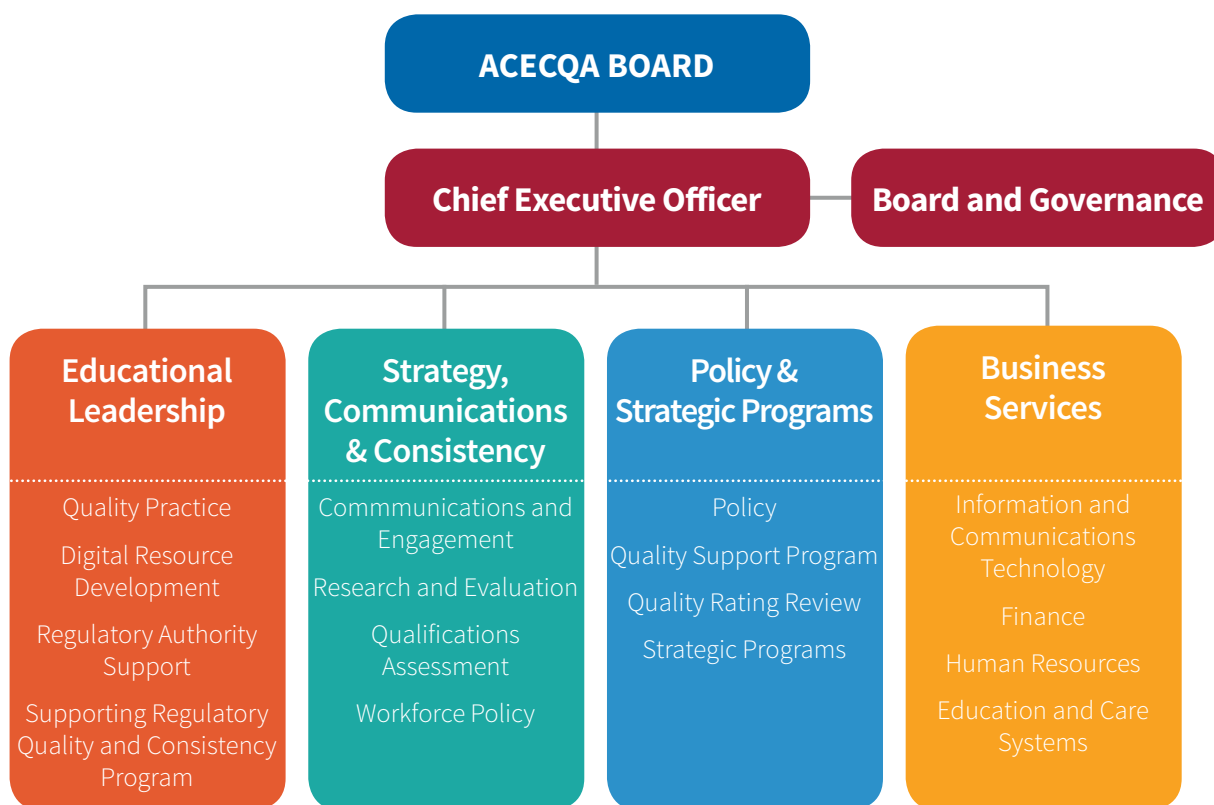 ACECQA BOARD
Chief Executive Officer
Board and Governance
Educational
Leadership
Quality Practice
Digital Resource
Development
Regulatory Authority
Support
Supporting Regulatory
Quality and Consistency
Program
Strategy,
Communications
& Consistency
Commmunications and
Engagement
Research and Evaluation
Qualifications
Assessment
Workforce Policy
Policy &
Strategic Programs
Policy
Quality Support Program
Quality Rating Review
Strategic Programs
Business
Services
Information and
Communications
Technology
Finance
Human Resources
Education and Care
Systems